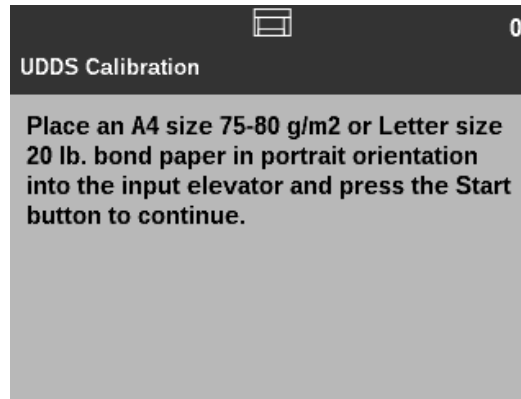 0
UDDS Calibration
Place an A4 size 75-80 g/m2 or Letter size
20 lb. bond paper in portrait orientation
into the input elevator and press the Start
button to continue.